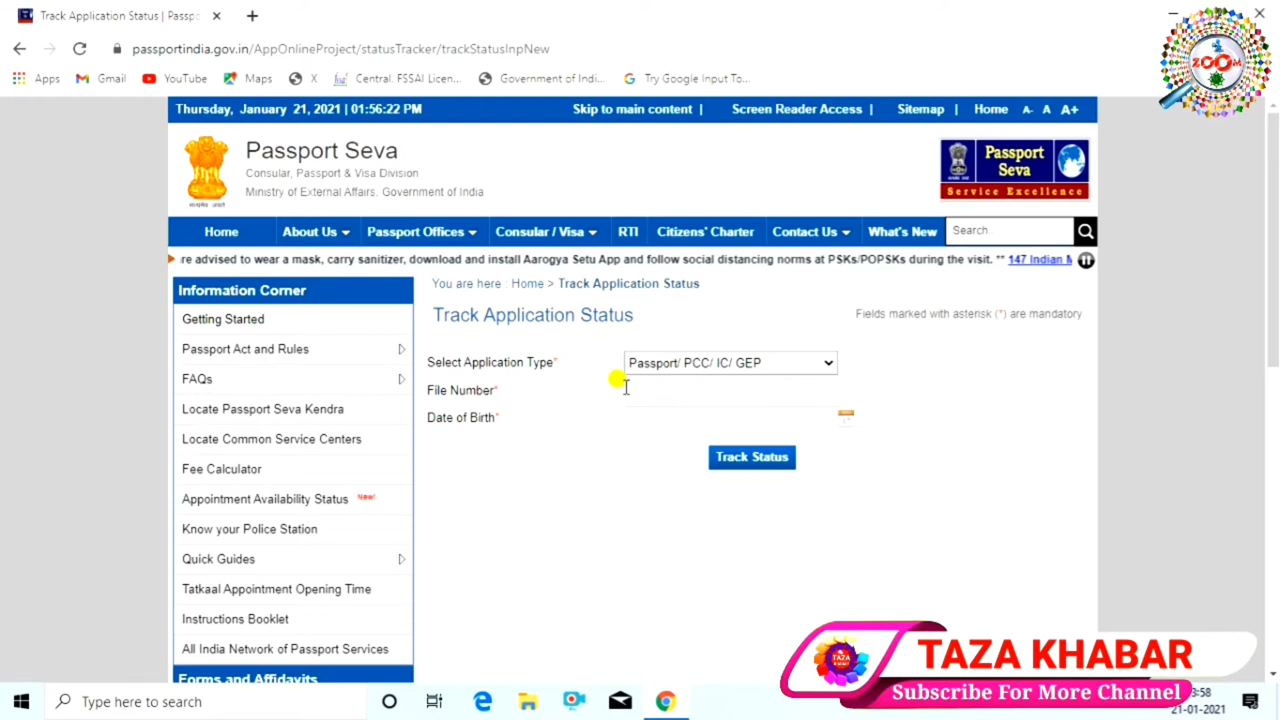 Track Application Status | Passp
passportindia.gov.in/AppOnlineProject/statusTracker/trackStatusInpNew
Apps Gmail YouTube Maps X Central. FSSAI Licen... Government of Indi... Try Google Input To...
ZOOM
Thursday, January 21, 2021 | 01:56:22 PM Skip to main content | Screen Reader Access | Sitemap | Home A- A A+
Passport Seva
Consular, Passport & Visa Division
Ministry of External Affairs, Government of India
सत्यमेव जयते
Passport Seva
Service Excellence
Home About Us Passport Offices Consular / Visa RTI Citizens' Charter Contact Us What's New Search
re advised to wear a mask, carry sanitizer, download and install Aarogya Setu App and follow social distancing norms at PSKs/POPSKs during the visit. ** 147 Indian
Information Corner
Getting Started
Passport Act and Rules
FAQs
Locate Passport Seva Kendra
Locate Common Service Centers
Fee Calculator
Appointment Availability Status New!
Know your Police Station
Quick Guides
Tatkaal Appointment Opening Time
Instructions Booklet
All India Network of Passport Services
Forms and Affidavits
You are here : Home > Track Application Status
Track Application Status
Fields marked with asterisk (*) are mandatory
Select Application Type* Passport/ PCC/ IC/ GEP
File Number*
Date of Birth*
Track Status
TAZA KHABAR
Subscribe For More Channel
Type here to search
:58
21-01-2021